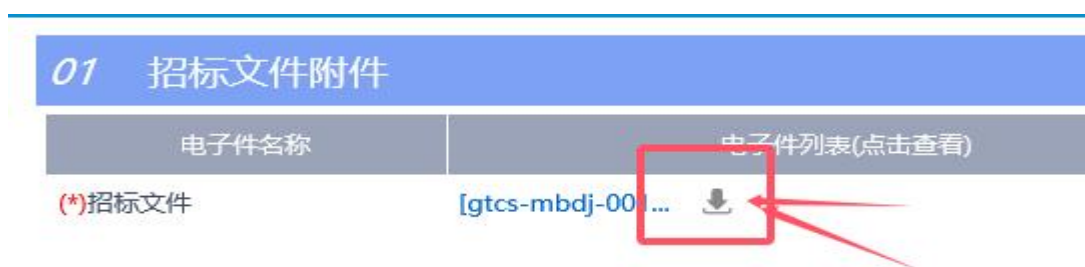 01 招标文件附件
电子件名称 电子件列表(点击查看)
(*)招标文件 [gtcs-mbdj-001...